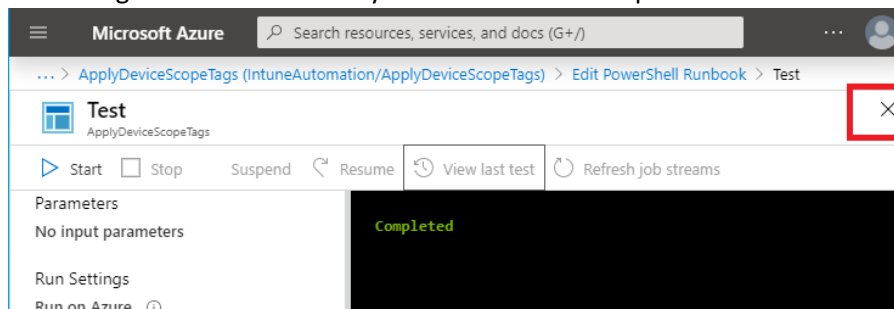 Microsoft Azure
Search resources, services, and docs (G+/)
... > ApplyDeviceScopeTags (IntuneAutomation/ApplyDeviceScopeTags) > Edit PowerShell Runbook > Test
Test
ApplyDeviceScopeTags
Start Stop Suspend Resume View last test Refresh job streams
Parameters
No input parameters
Completed
Run Settings
Run on Azure